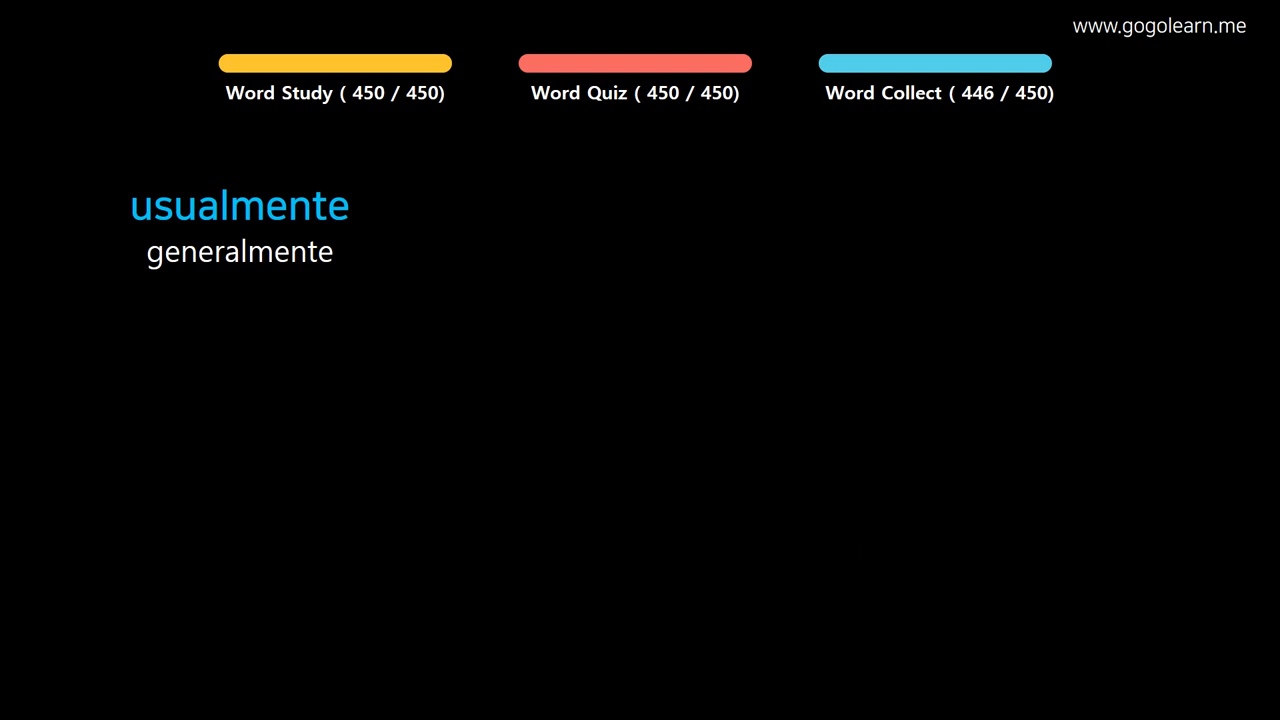 www.gogolearn.me
Word Study ( 450 / 450)
Word Quiz ( 450 / 450)
Word Collect ( 446 / 450)
usualmente
generalmente